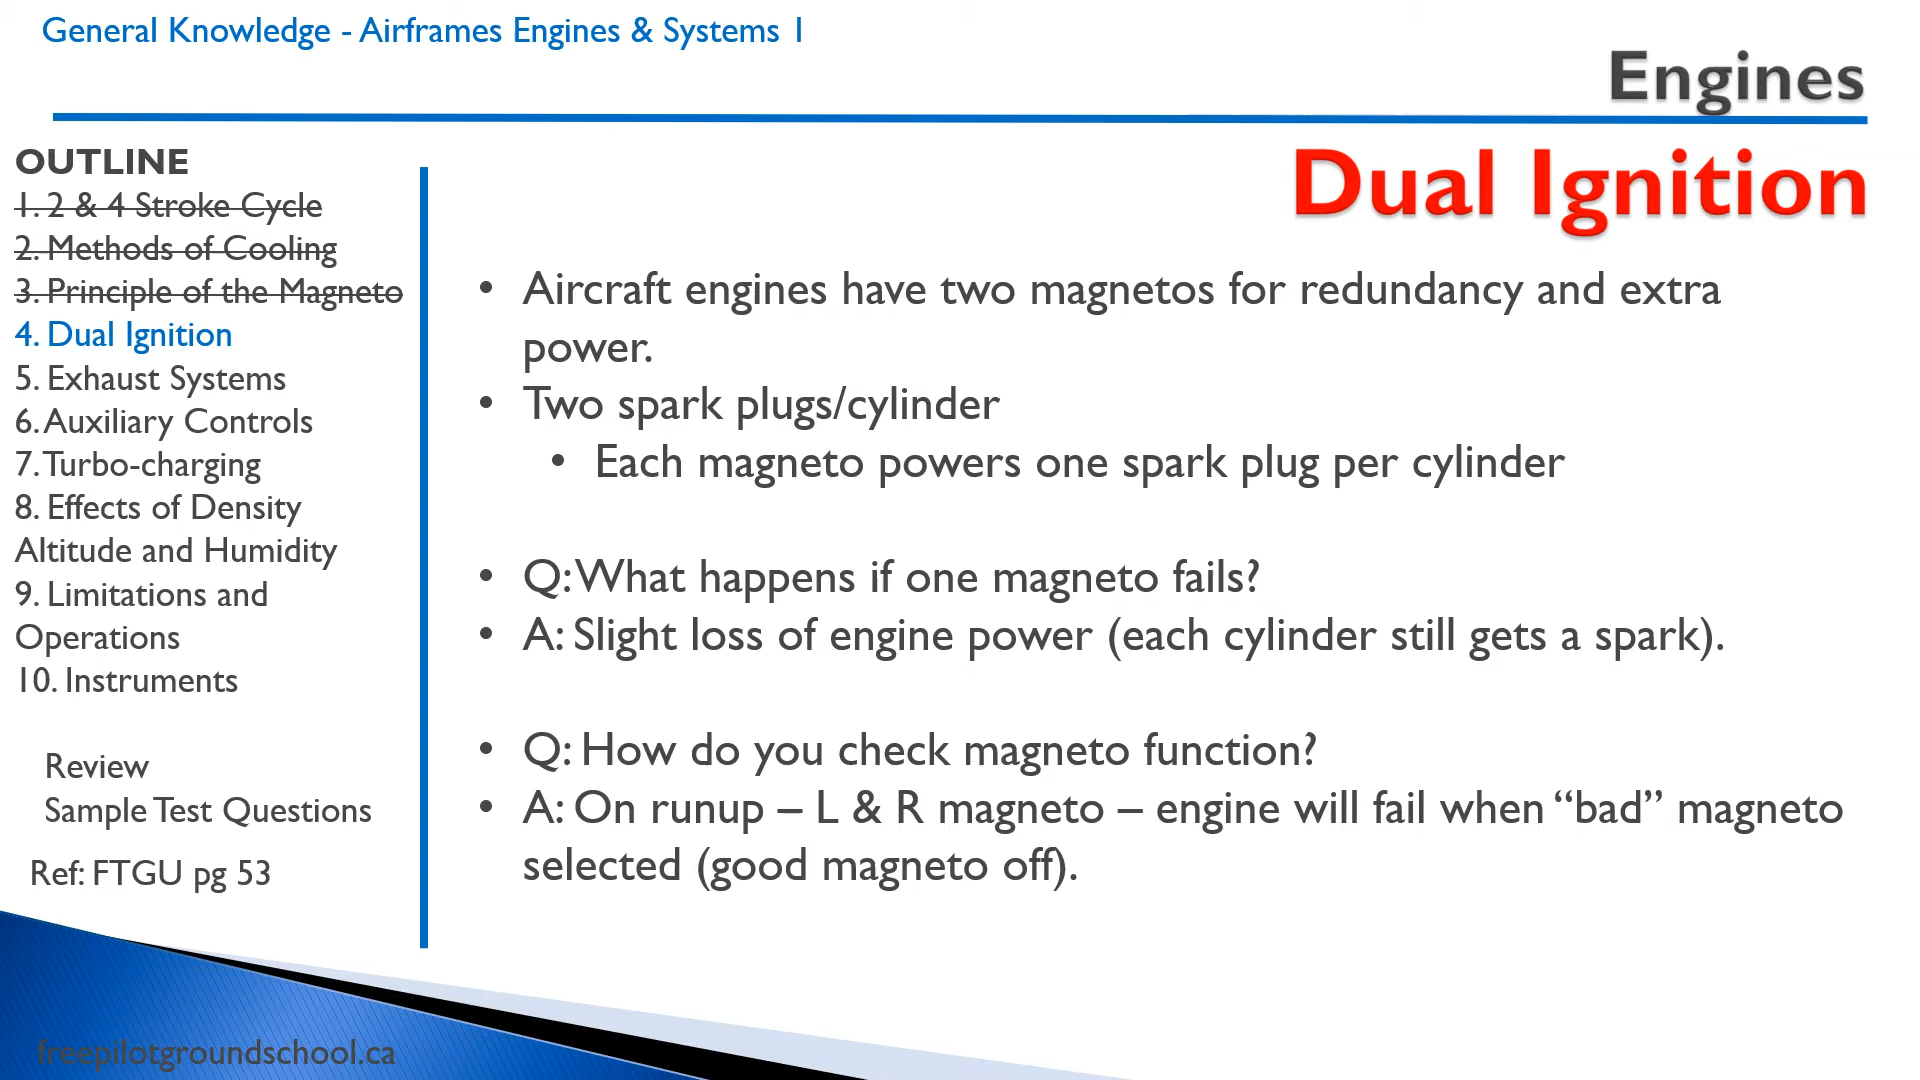 General Knowledge - Airframes Engines & Systems 1
Engines
Dual Ignition
OUTLINE
1. 2 & 4 Stroke Cycle
2. Methods of Cooling
3. Principle of the Magneto
4. Dual Ignition
5. Exhaust Systems
6. Auxiliary Controls
7. Turbo-charging
8. Effects of Density
Altitude and Humidity
9. Limitations and
Operations
10. Instruments
Review
Sample Test Questions
Ref: FTGU pg 53
• Aircraft engines have two magnetos for redundancy and extra
power.
• Two spark plugs/cylinder
• Each magneto powers one spark plug per cylinder
• Q: What happens if one magneto fails?
• A: Slight loss of engine power (each cylinder still gets a spark).
• Q: How do you check magneto function?
• A: On runup – L & R magneto – engine will fail when “bad” magneto
selected (good magneto off).
freepilotgroundschool.ca